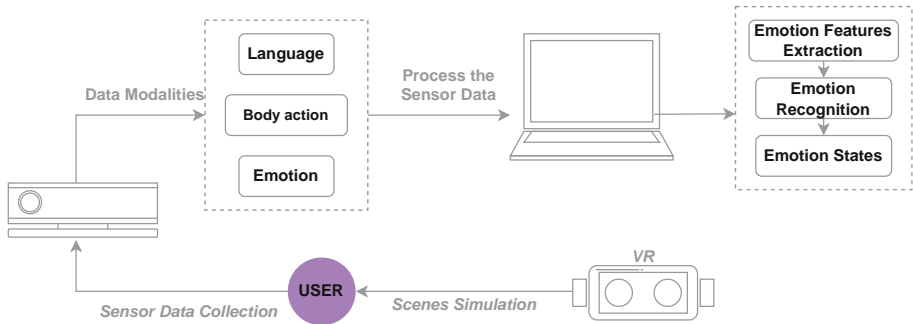 Language
Body action
Emotion
Data Modalities
Process the
Sensor Data
Emotion Features
Extraction
Emotion
Recognition
Emotion States
VR
USER
Sensor Data Collection
Scenes Simulation